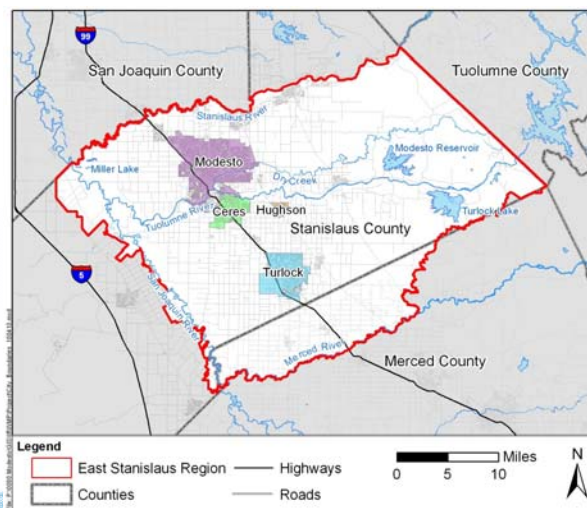 99
San Joaquin County
Tuolumne County
Stanislaus River
Modesto
Modesto Reservoir
Miller Lake
Dry Creek
Tuolumne River
Ceres
Hughson
Turlock Lake
Stanislaus County
5
San Joaquin River
Turlock
Merced River
Merced County
Legend
East Stanislaus Region
Highways
Counties
Roads
Miles
0 5 10
N